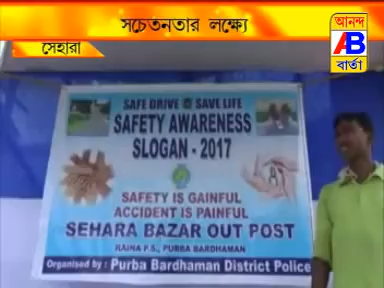 সচেতনতার লক্ষ্যে
সেহারা
আনন্দ
AB
বার্তা
SAFE DRIVE SAVE LIFE
SAFETY AWARENESS
SLOGAN - 2017
SAFETY IS GAINFUL
ACCIDENT IS PAINFUL
SEHARA BAZAR OUT POST
RAINA P.S., PURBA BARDHAMAN
Organised by : Purba Bardhaman District Police